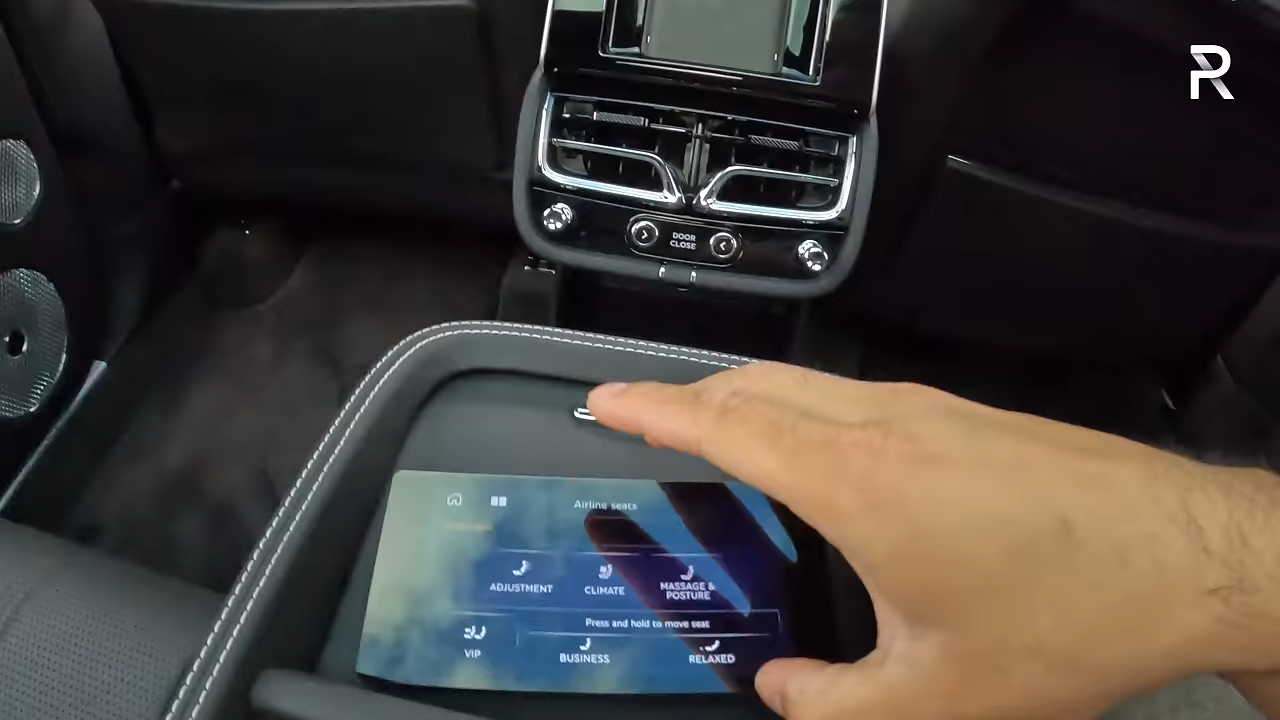 R
DOOR
CLOSE
Airline seats
ADJUSTMENT
CLIMATE
MASSAGE &
POSTURE
Press and hold to move seat
VIP
BUSINESS
RELAXED